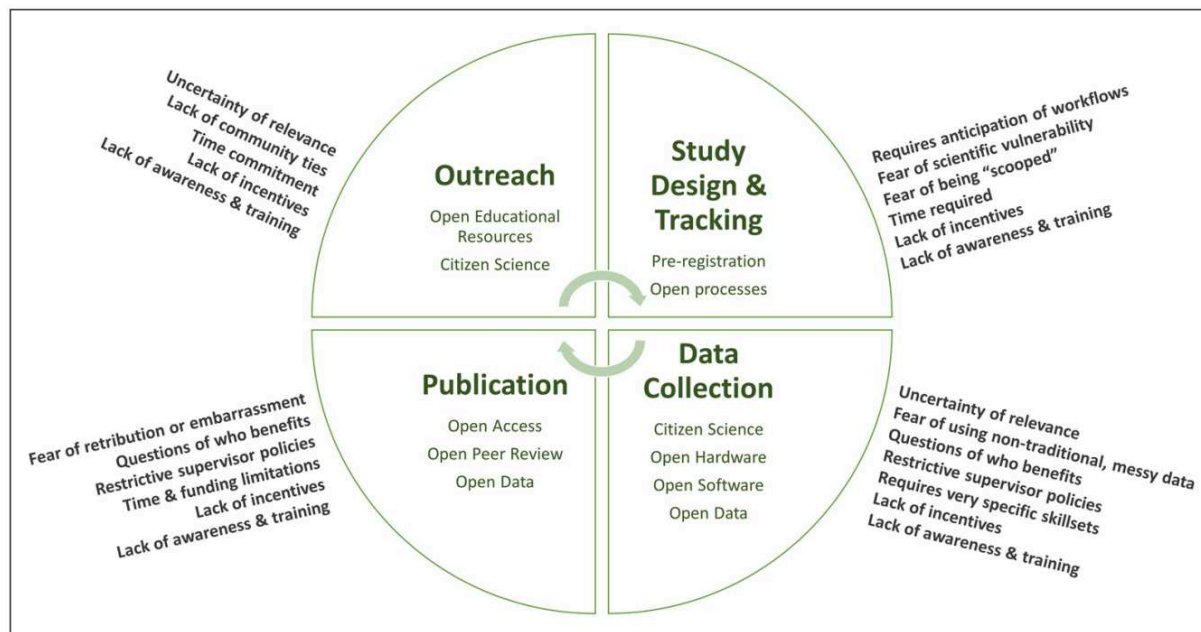 Uncertainty of relevance
Lack of community ties
Time commitment
Lack of incentives
Lack of awareness & training
Outreach
Open Educational
Resources
Citizen Science
Study
Design &
Tracking
Pre-registration
Open processes
Requires anticipation of workflows
Fear of scientific vulnerability
Fear of being “scooped”
Time required
Lack of incentives
Lack of awareness & training
Fear of retribution or embarrassment
Questions of who benefits
Restrictive supervisor policies
Time & funding limitations
Lack of incentives
Lack of awareness & training
Publication
Open Access
Open Peer Review
Open Data
Data
Collection
Citizen Science
Open Hardware
Open Software
Open Data
Uncertainty of relevance
Fear of using non-traditional, messy data
Questions of who benefits
Restrictive supervisor policies
Requires very specific skillsets
Lack of incentives
Lack of awareness & training